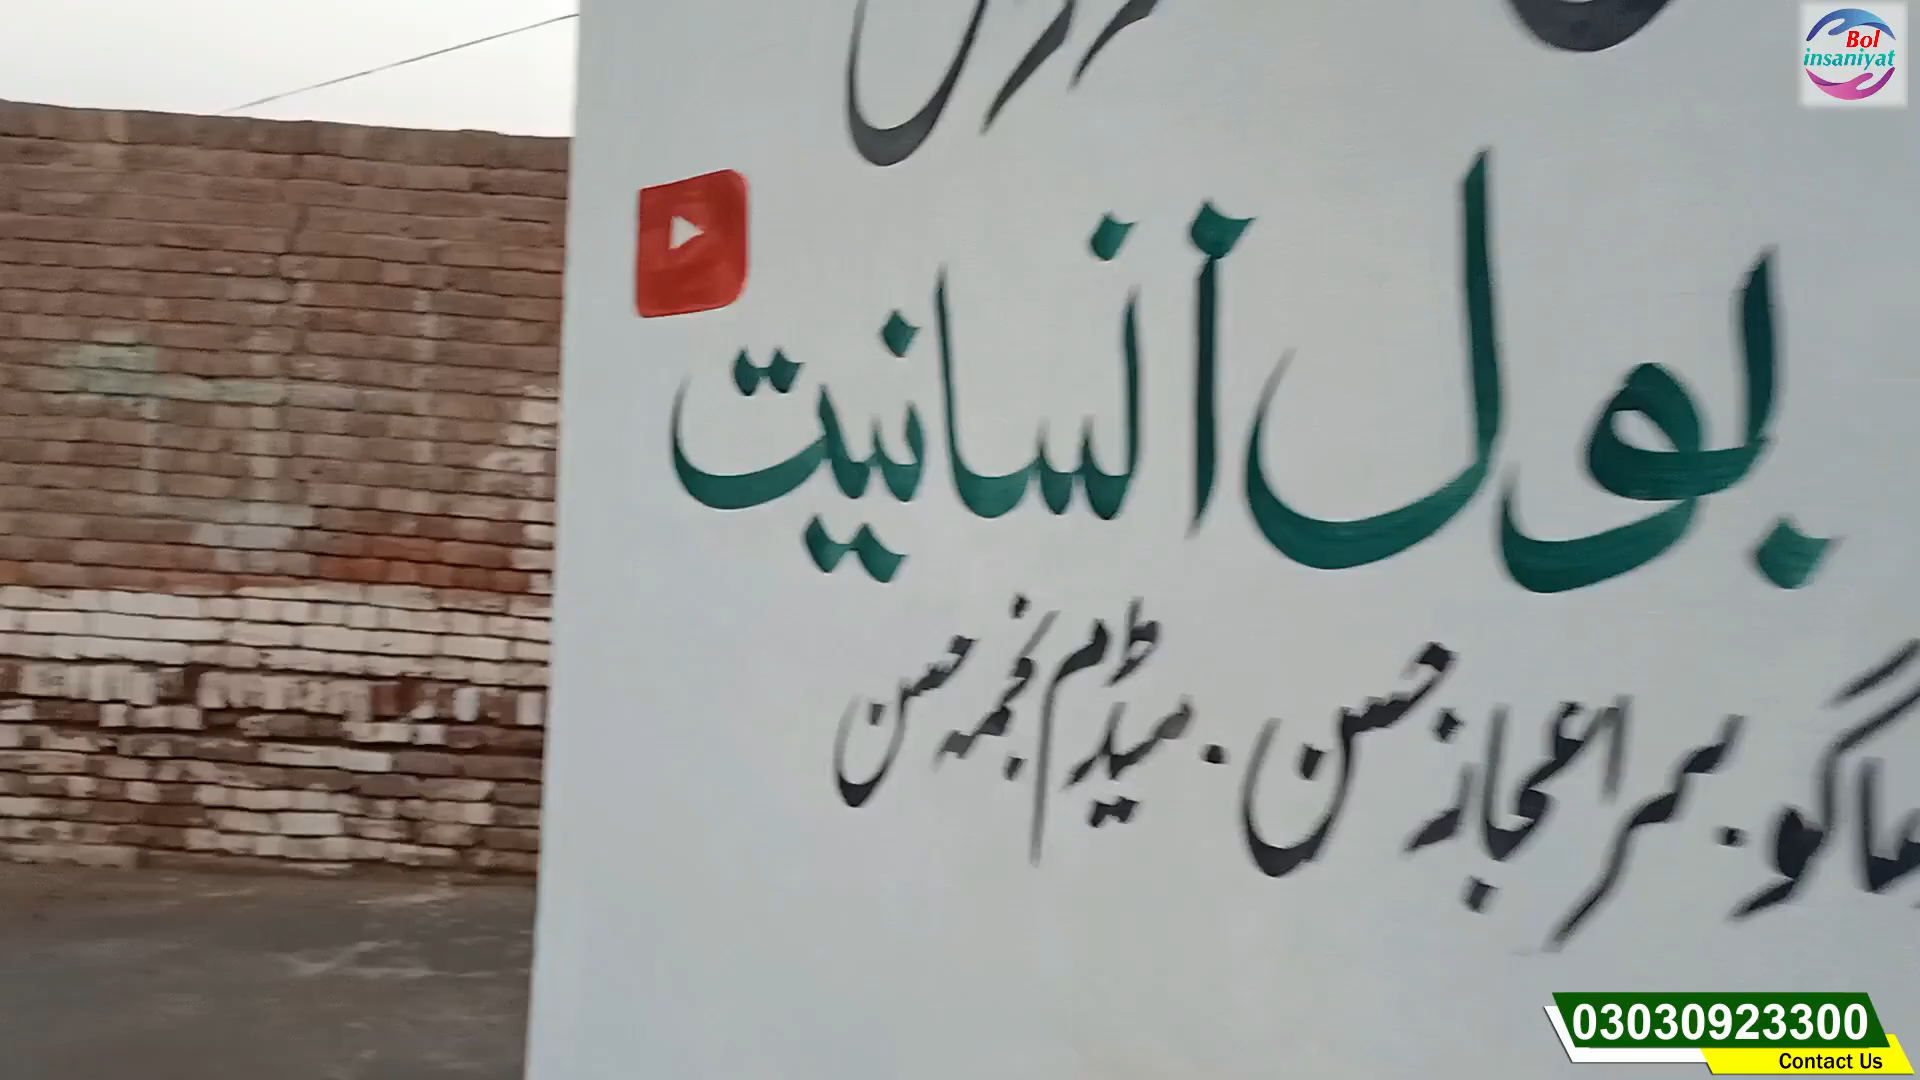 Bol
insaniyat
بول انسانیت
سر اعجاز حسن . میڈم نجمہ حسن
03030923300
Contact Us